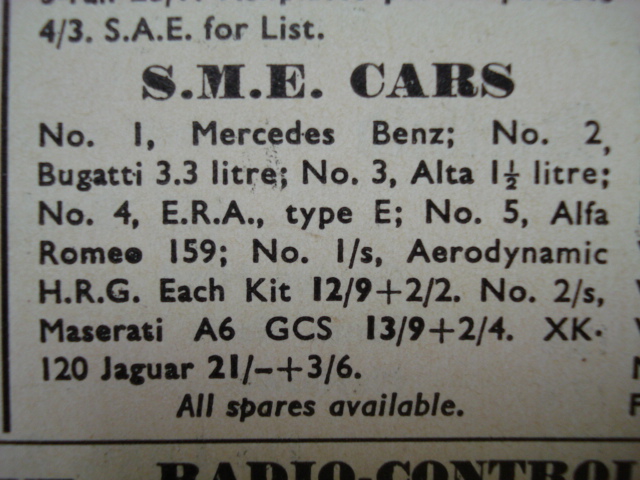 4/3. S.A.E. for List.
S.M.E. CARS
No. 1, Mercedes Benz; No. 2,
Bugatti 3.3 litre; No. 3, Alta 1½ litre;
No. 4, E.R.A., type E; No. 5, Alfa
Romeo 159; No. 1/s, Aerodynamic
H.R.G. Each Kit 12/9+2/2. No. 2/s,
Maserati A6 GCS 13/9+2/4. XK-
120 Jaguar 21/-+3/6.
All spares available.
RADIO-CONTROL